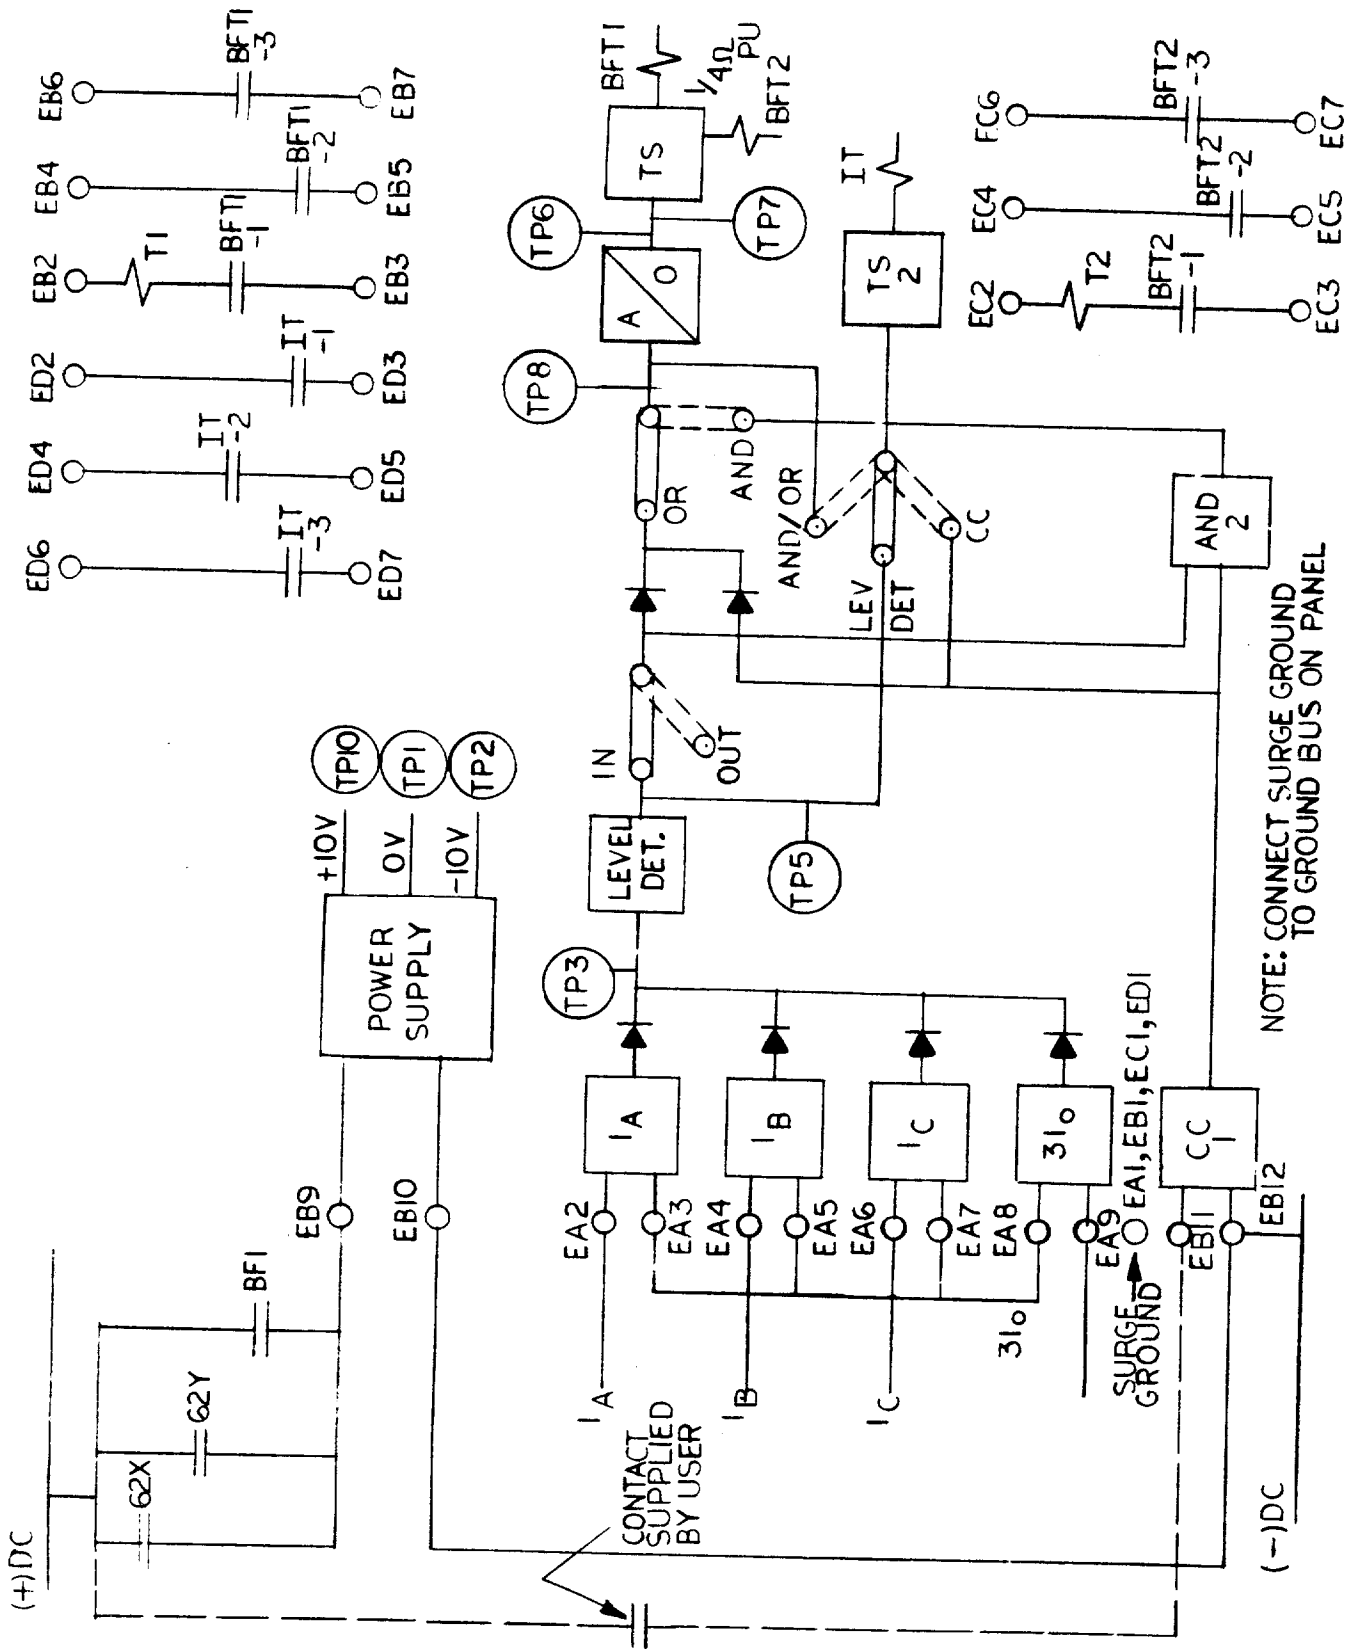 EB6
BFT1
-3
EB7
EB4
BFT1
-2
EB5
EB2
T1
BFT1
-1
EB3
ED2
IT
-1
ED3
ED4
IT
-2
ED5
ED6
IT
-3
ED7
(+)DC
62X
62Y
BF1
EB9
EB10
POWER
SUPPLY
+10V
0V
-10V
TP10
TP1
TP2
CONTACT
SUPPLIED
BY USER
IA
IB
IC
3I0
EA2
EA3
EA4
EA5
EA6
EA7
EA8
EA9
IA
IB
IC
3I0
SURGE
GROUND
EA1, EB1, EC1, ED1
EB11
EB12
CC
1
(-)DC
TP3
LEVEL
DET.
TP5
IN
OUT
OR
AND
AND/OR
LEV
DET
CC
AND
2
TP8
A
O
TP6
TP7
TS
BFT1
1/4Ω
PU
BFT2
TS
2
IT
EC2
T2
BFT2
-1
EC3
EC4
BFT2
-2
EC5
EC6
BFT2
-3
EC7
NOTE: CONNECT SURGE GROUND
TO GROUND BUS ON PANEL